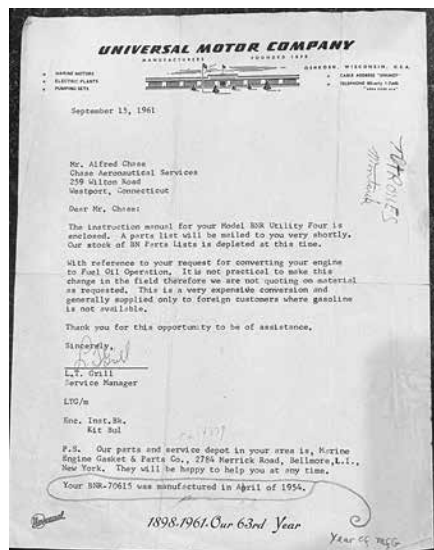 UNIVERSAL MOTOR COMPANY
MANUFACTURERS FOUNDED 1898
OSHKOSH, WISCONSIN, U.S.A.
MARINE MOTORS
ELECTRIC PLANTS
PUMPING SETS
CABLE ADDRESS "UNIMO"
TELEPHONE
September 15, 1961
Mr. Alfred Chase
Chase Aeronautical Services
259 Wilton Road
Westport, Connecticut
Dear Mr. Chase:
The instruction manual for your Model BNR Utility Four is
enclosed. A parts list will be mailed to you very shortly.
Our stock of BN Parts Lists is depleted at this time.
With reference to your request for converting your engine
to Fuel Oil Operation. It is not practical to make this
change in the field therefore we are not quoting on material
as requested. This is a very expensive conversion and
generally supplied only to foreign customers where gasoline
is not available.
Thank you for this opportunity to be of assistance.
Sincerely,
L.T. Grill
L.T. Grill
Service Manager
LTG/m
Enc. Inst.Bk.
Kit Bul
P.S. Our parts and service depot in your area is, Marine
Engine Gasket & Parts Co., 2784 Merrick Road, Bellmore,L.I.,
New York. They will be happy to help you at any time.
Your BNR-70615 was manufactured in April of 1954.
Universal
1898-1961-Our 63rd Year
Year of mfg